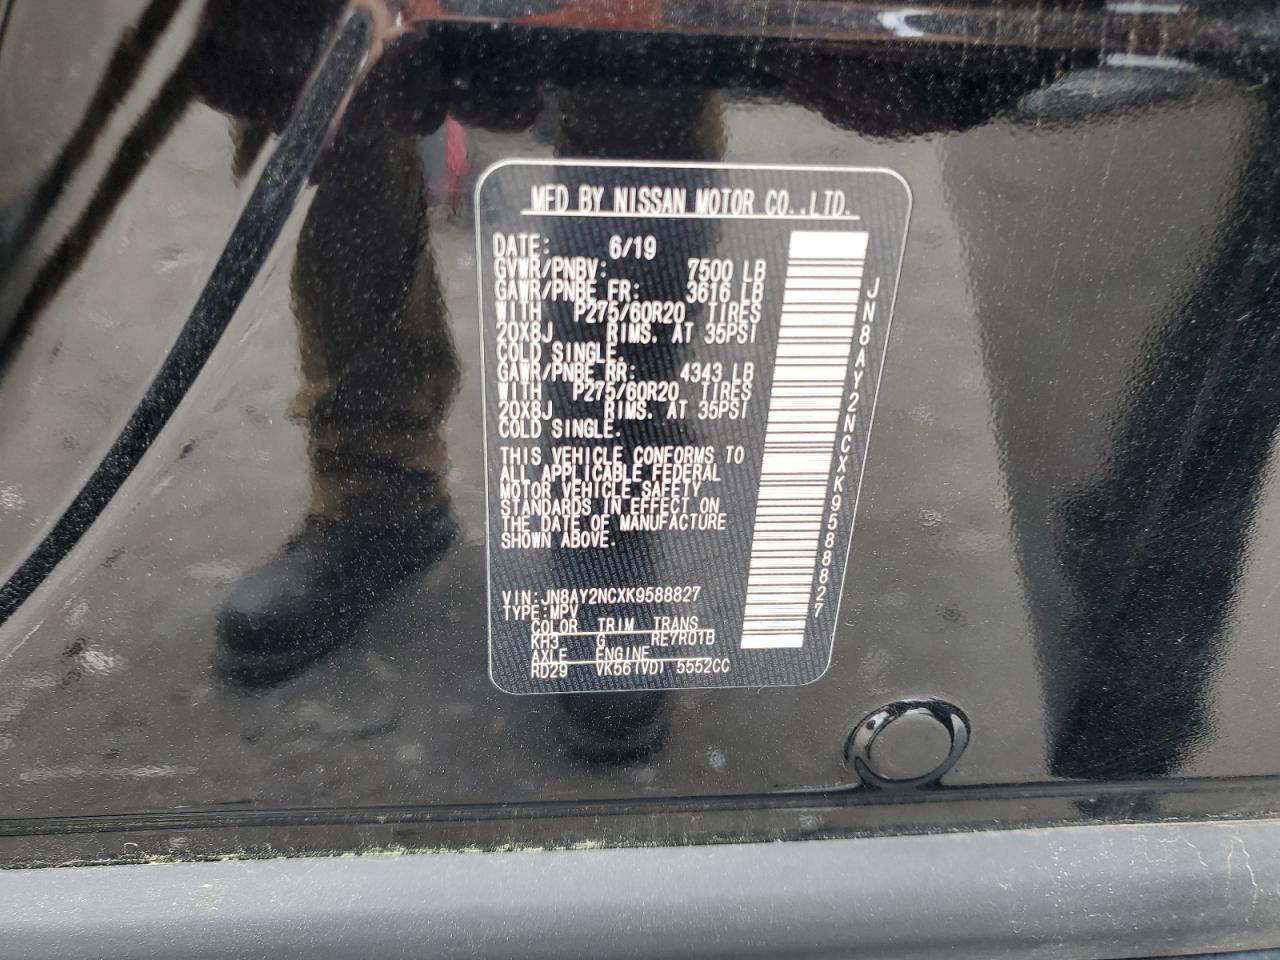 MFD BY NISSAN MOTOR CO.,LTD.
DATE: 6/19
GVWR/PNBV: 7500 LB
GAWR/PNBE FR: 3616 LB
WITH P275/60R20 TIRES
20X8J RIMS. AT 35PSI
COLD SINGLE.
GAWR/PNBE RR: 4343 LB
WITH P275/60R20 TIRES
20X8J RIMS. AT 35PSI
COLD SINGLE.
THIS VEHICLE CONFORMS TO
ALL APPLICABLE FEDERAL
MOTOR VEHICLE SAFETY
STANDARDS IN EFFECT ON
THE DATE OF MANUFACTURE
SHOWN ABOVE.
VIN:JN8AY2NCXK9588827
TYPE:MPV
COLOR TRIM TRANS
KH3 G RE7R01B
AXLE ENGINE
RD29 VK56(VD) 5552CC
JN8AY2NCXK9588827